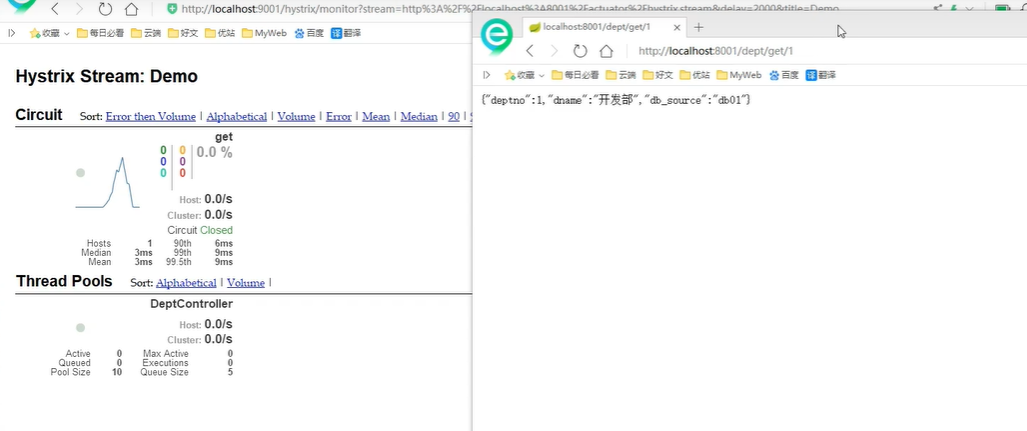 http://localhost:9001/hystrix/monitor?stream=http%3A%2F%2Flocalhost%3A8001%2Factuator%2Fhystrix.stream&delay=2000&title=Demo
收藏 每日必看 云端 好文 优站 MyWeb 百度 翻译
Hystrix Stream: Demo
Circuit Sort: Error then Volume | Alphabetical | Volume | Error | Mean | Median | 90 |
get
0 0 0.0 %
0 0
0 0
Host: 0.0/s
Cluster: 0.0/s
Circuit Closed
Hosts 1 90th 6ms
Median 3ms 99th 9ms
Mean 3ms 99.5th 9ms
Thread Pools Sort: Alphabetical | Volume |
DeptController
Host: 0.0/s
Cluster: 0.0/s
Active 0 Max Active 0
Queued 0 Executions 0
Pool Size 10 Queue Size 5
localhost:8001/dept/get/1
http://localhost:8001/dept/get/1
收藏 每日必看 云端 好文 优站 MyWeb 百度 翻译
{"deptno":1,"dname":"开发部","db_source":"db01"}